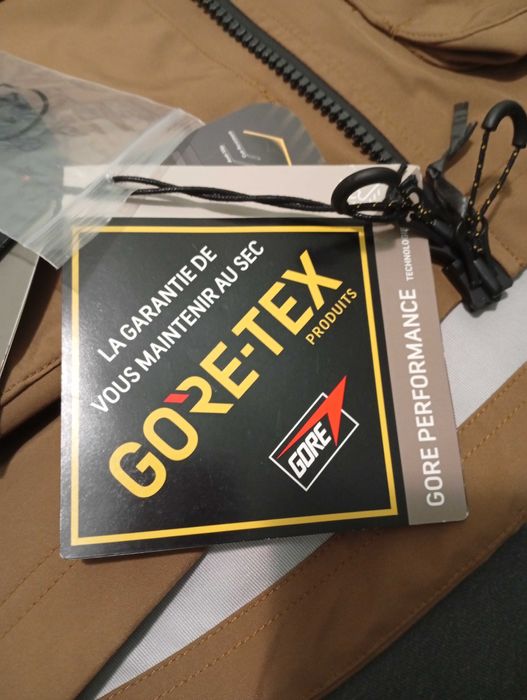 LA GARANTIE DE
VOUS MAINTENIR AU SEC
GORE-TEX
PRODUITS
GORE
GORE PERFORMANCE